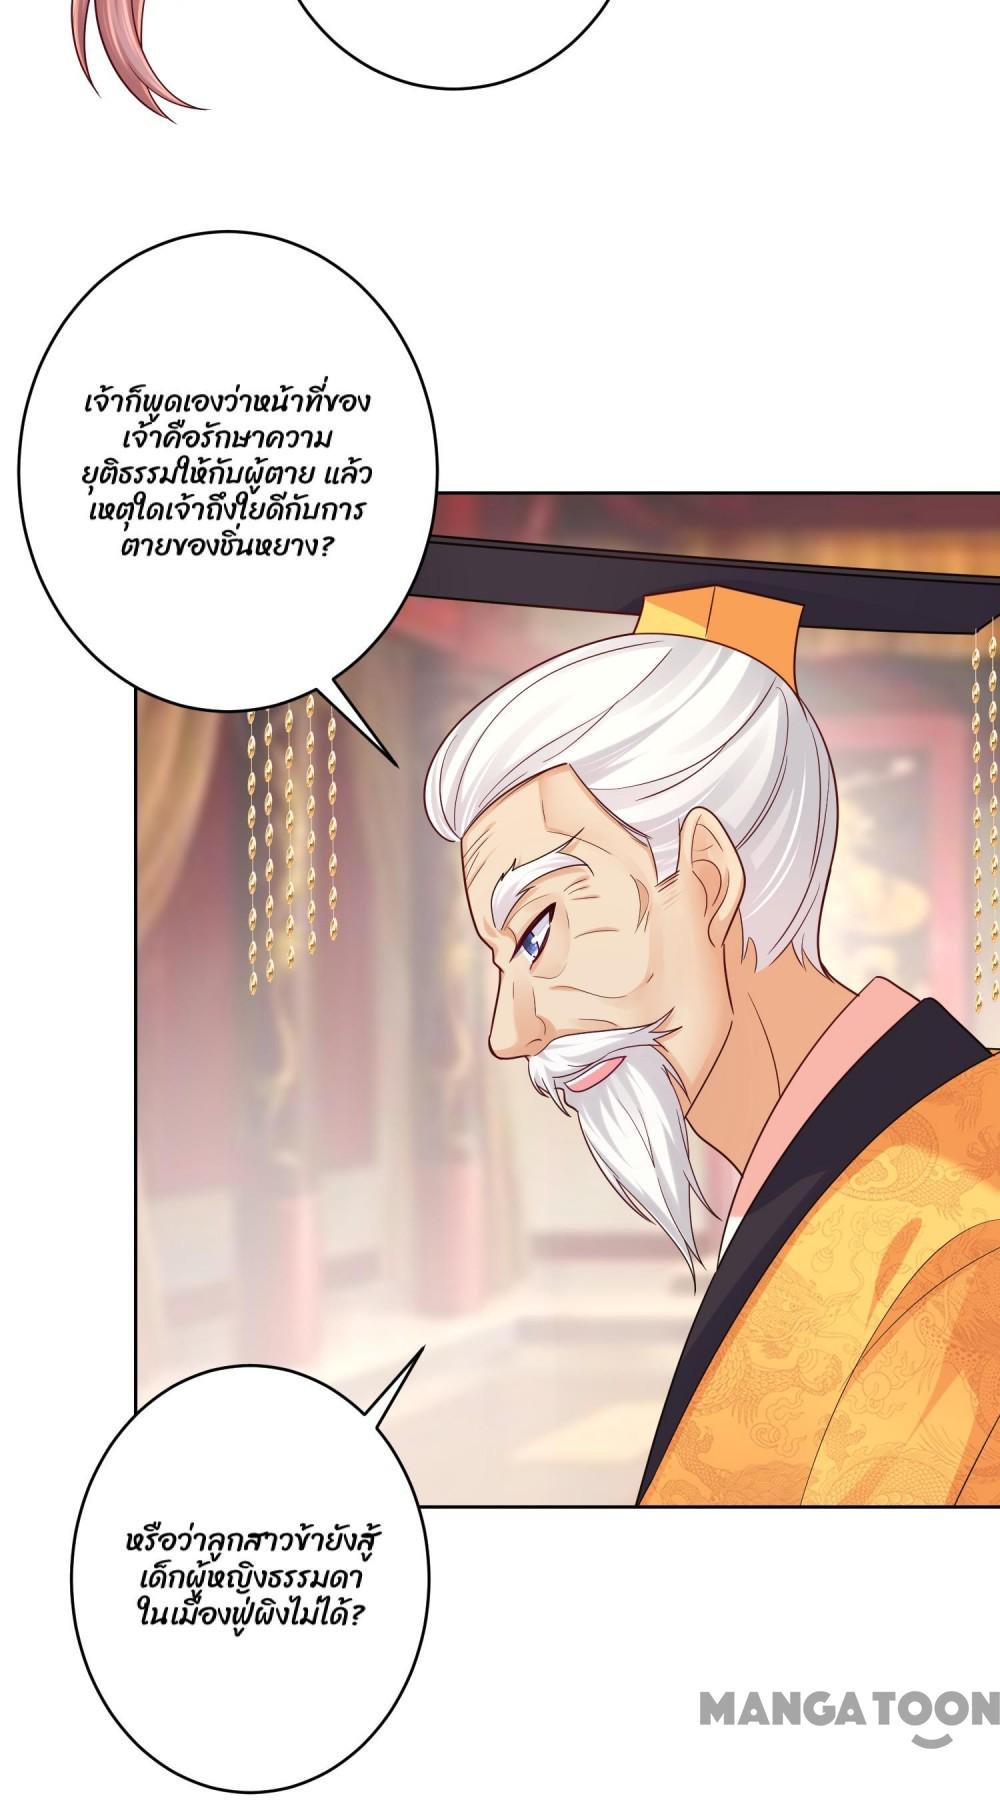 เจ้าก็พูดเองว่าหน้าที่ของ
เจ้าคือรักษาความ
ยุติธรรมให้กับผู้ตาย แล้ว
เหตุใดเจ้าถึงใยดีกับการ
ตายของชิ่นหยาง?
หรือว่าลูกสาวข้ายังสู้
เด็กผู้หญิงธรรมดา
ในเมืองฟู่ผิงไม่ได้?
MANGATOON